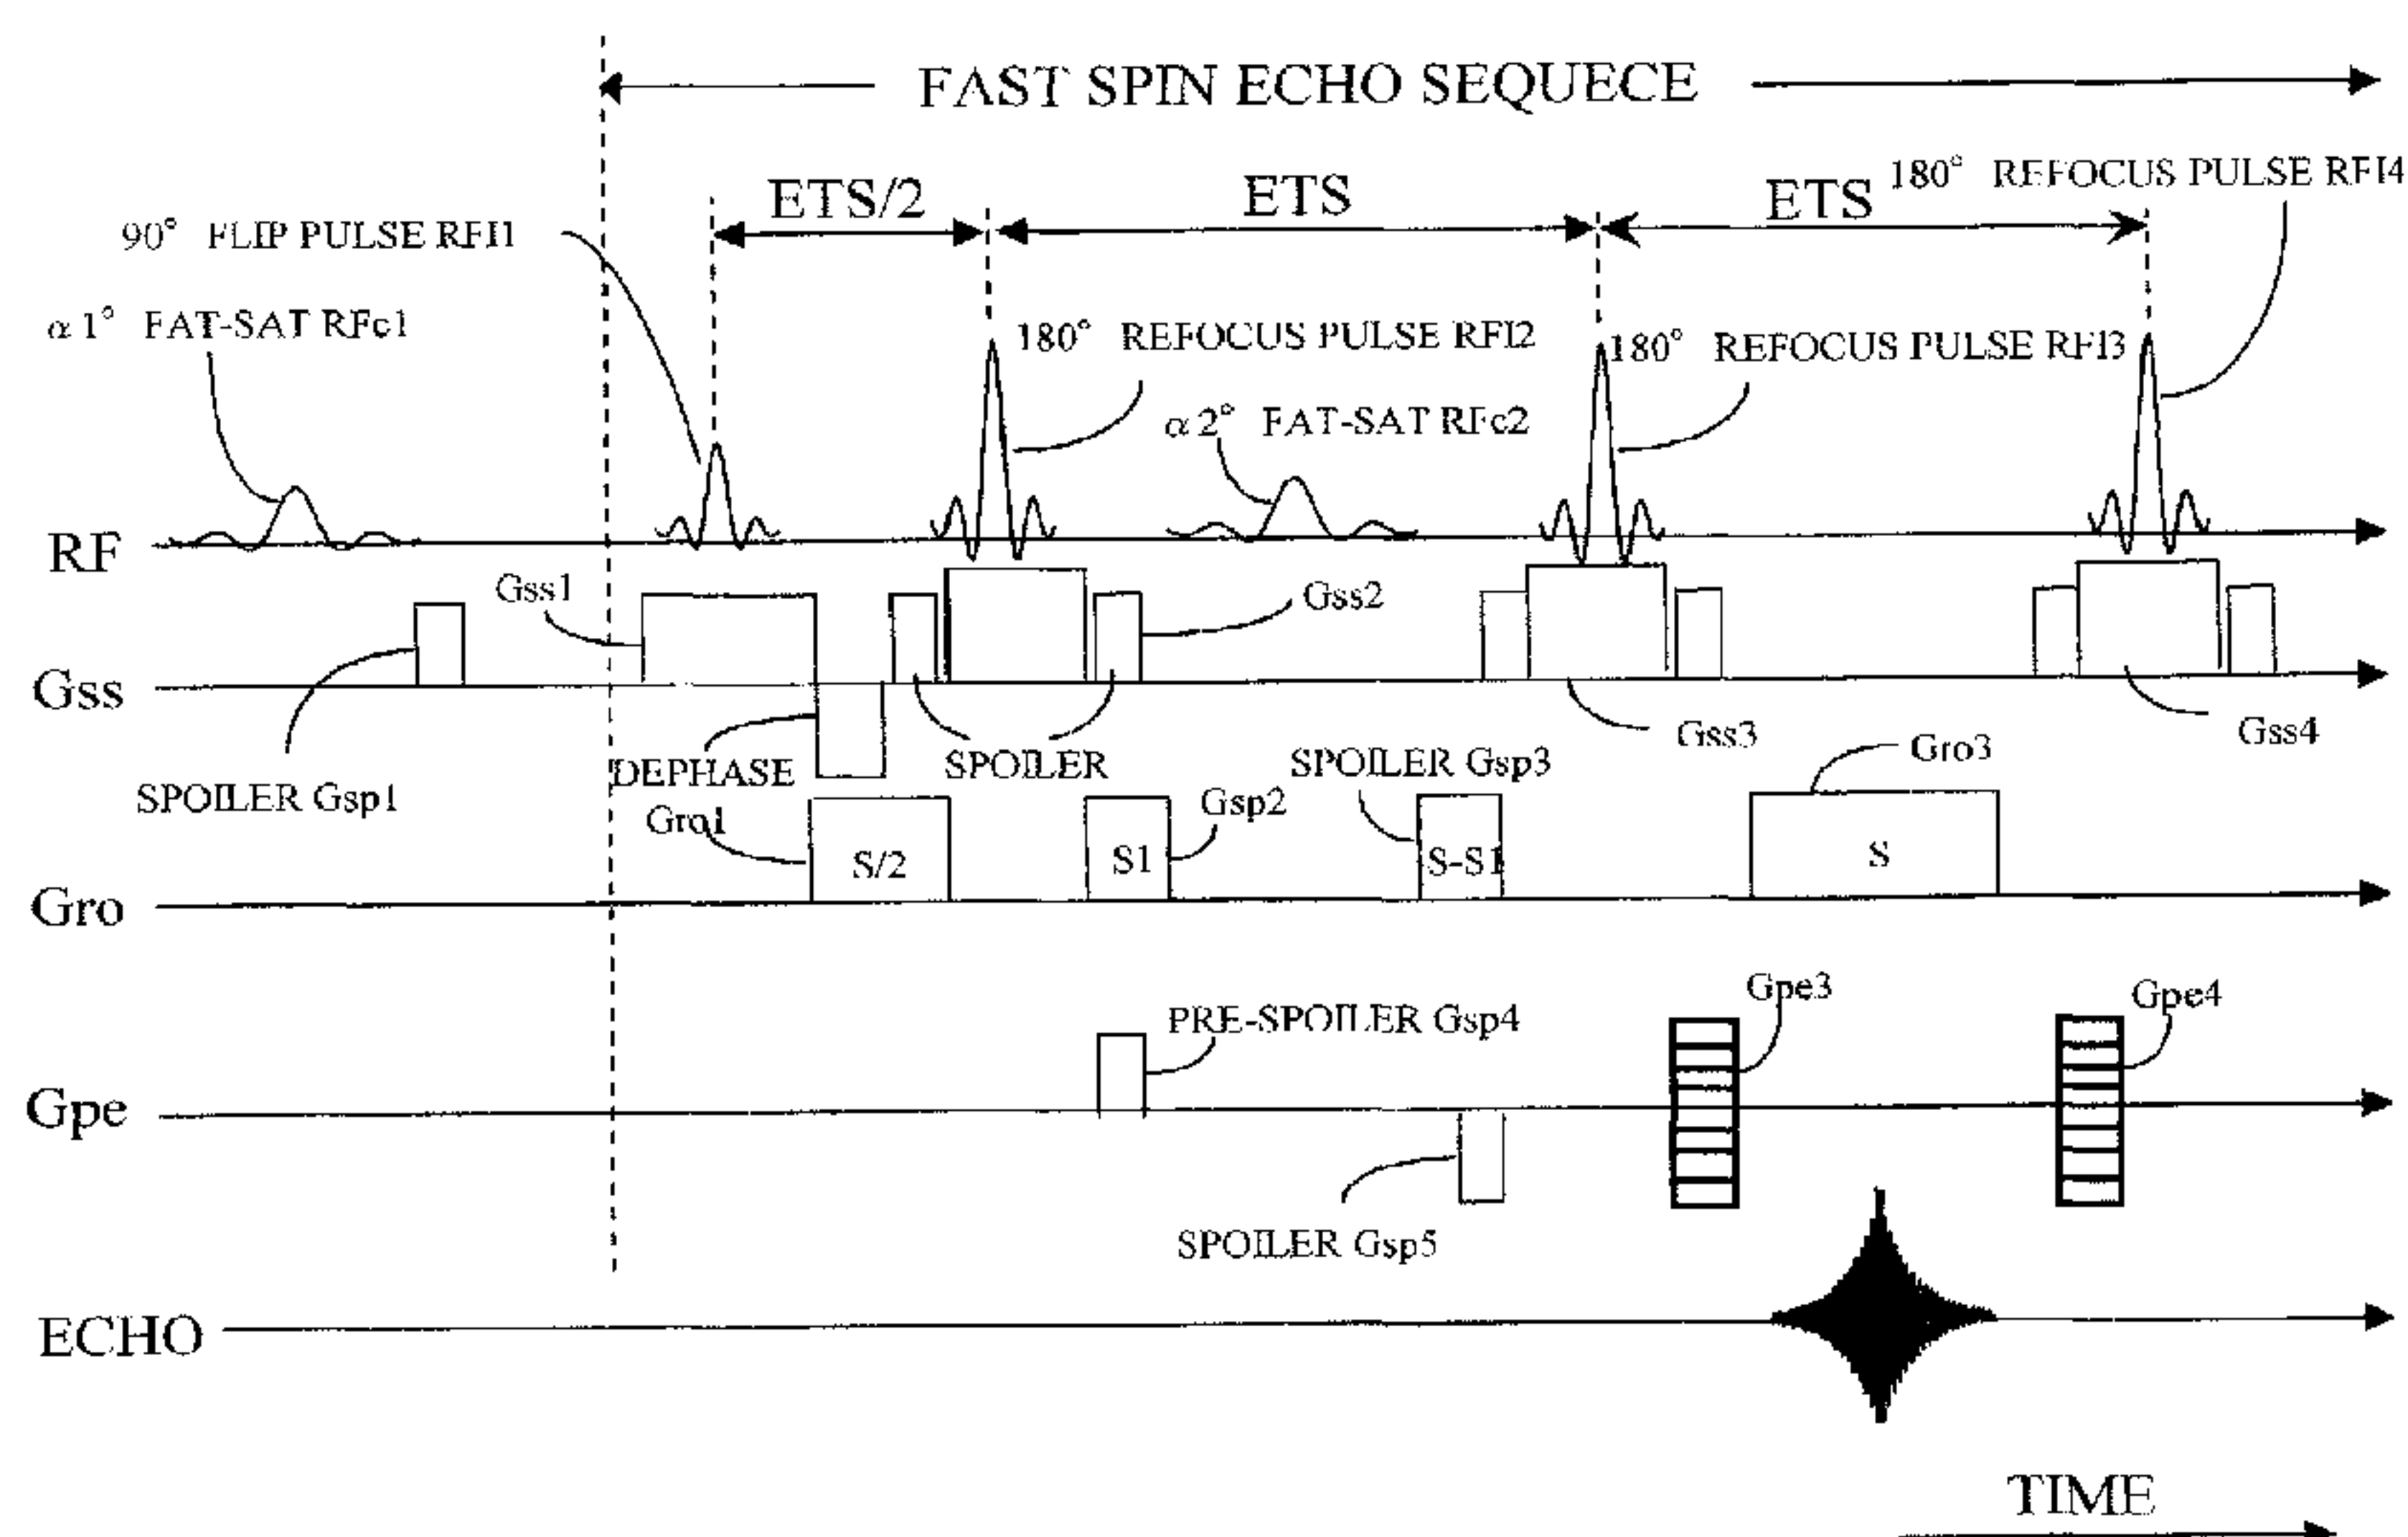 FAST SPIN ECHO SEQUECE
180° REFOCUS PULSE RFI4
ETS/2
ETS
ETS
90° FLIP PULSE RFI1
α1° FAT-SAT RFc1
180° REFOCUS PULSE RFI2
180° REFOCUS PULSE RFI3
α2° FAT-SAT RFc2
RF
Gss1
Gss2
Gss
Gss3
Gss4
DEPHASE
SPOILER
SPOILER Gsp3
Gro3
SPOILER Gsp1
Gro1
Gsp2
S/2
S1
S-S1
S
Gro
Gpe3
Gpe4
PRE-SPOILER Gsp4
Gpe
SPOILER Gsp5
ECHO
TIME